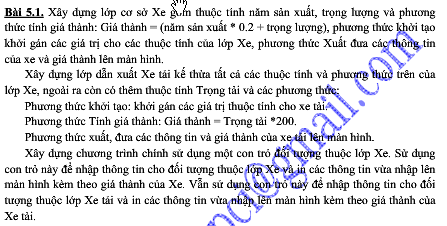 Bài 5.1. Xây dựng lớp cơ sở Xe gồm thuộc tính năm sản xuất, trọng lượng và phương
thức tính giá thành: Giá thành = (năm sản xuất * 0.2 + trọng lượng), phương thức khởi tạo
khởi gán các giá trị cho các thuộc tính của lớp Xe, phương thức Xuất đưa các thông tin
của xe và giá thành lên màn hình.
Xây dựng lớp dẫn xuất Xe tải kế thừa tất cả các thuộc tính và phương thức trên của
lớp Xe, ngoài ra còn có thêm thuộc tính Trọng tải và các phương thức:
Phương thức khởi tạo: khởi gán các giá trị thuộc tính cho xe tải.
Phương thức Tính giá thành: Giá thành = Trọng tải *200.
Phương thức xuất, đưa các thông tin và giá thành của xe tải lên màn hình.
Xây dựng chương trình chính sử dụng một con trỏ đối tượng thuộc lớp Xe. Sử dụng
con trỏ này để nhập thông tin cho đối tượng thuộc lớp Xe và in các thông tin vừa nhập lên
màn hình kèm theo giá thành của Xe. Vẫn sử dụng con trỏ này để nhập thông tin cho đối
tượng thuộc lớp Xe tải và in các thông tin vừa nhập lên màn hình kèm theo giá thành của
Xe tải.
@gmail.com